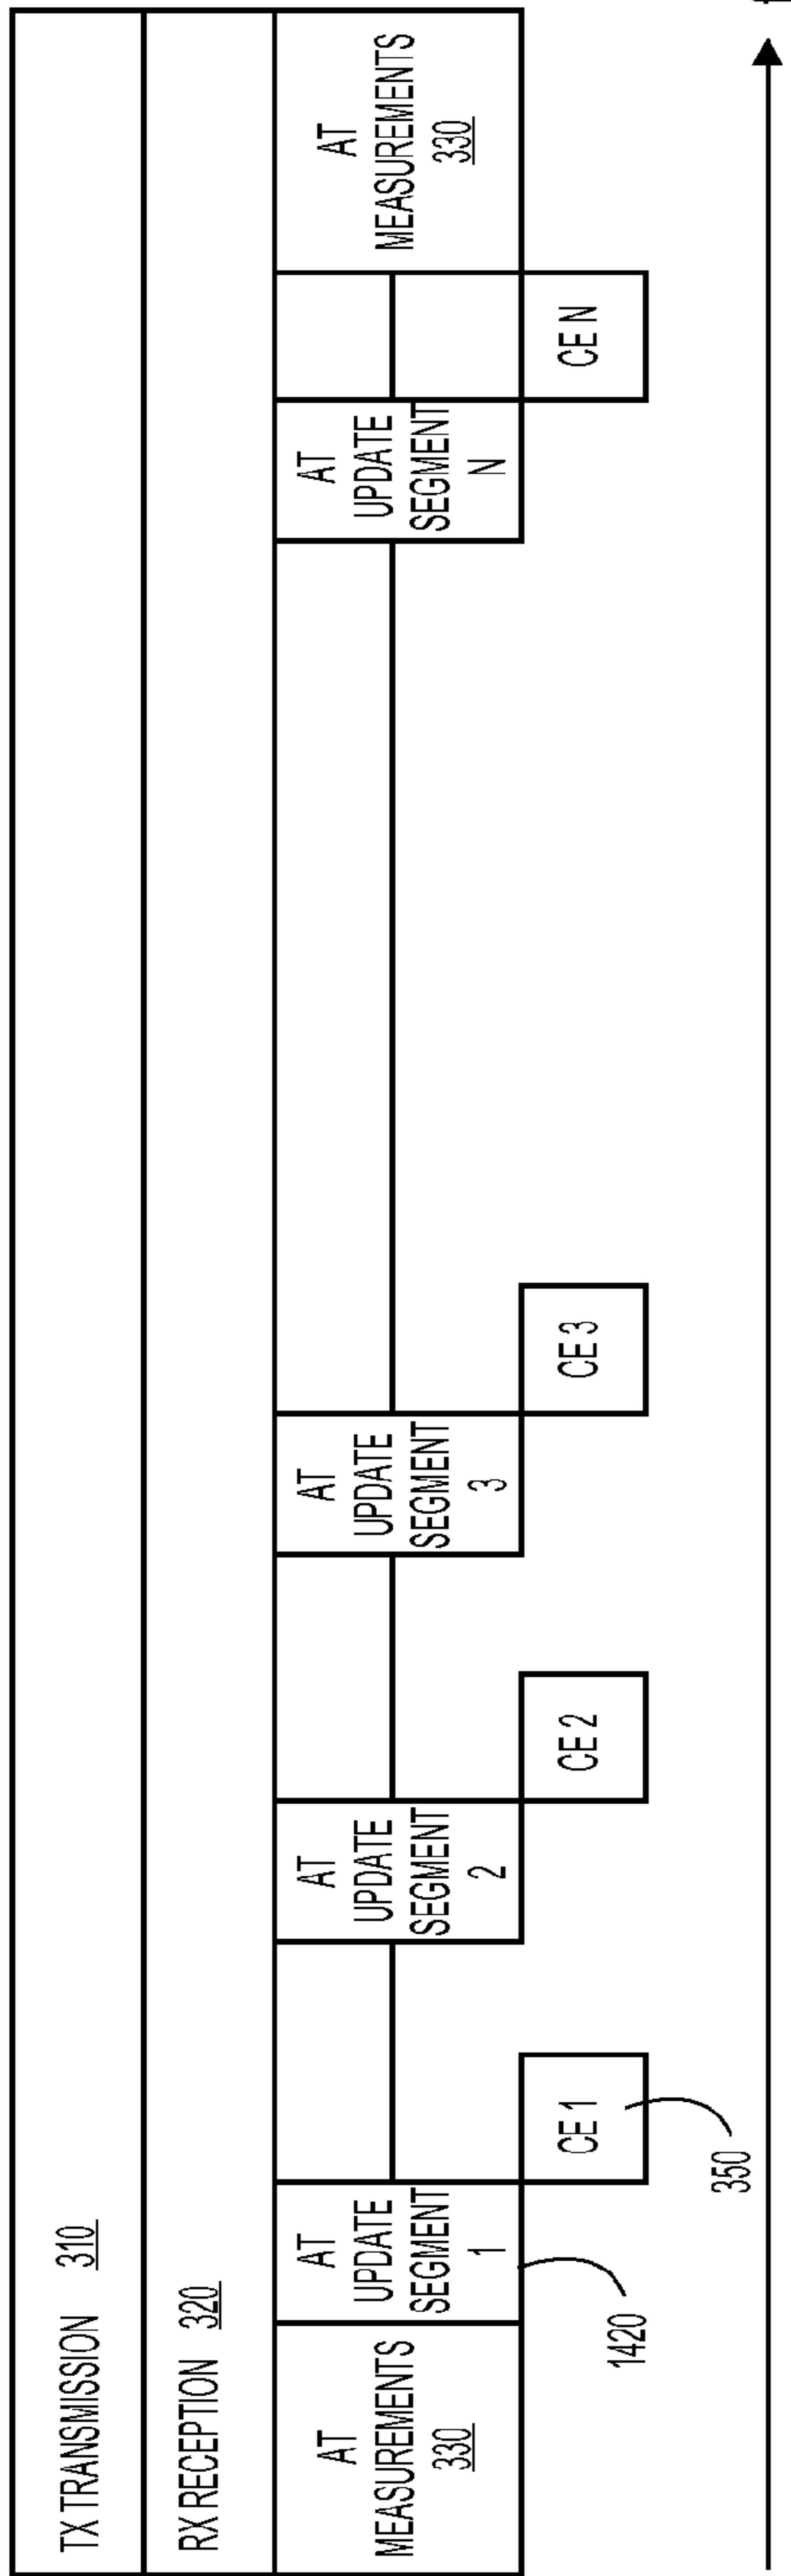 TX TRANSMISSION 310
RX RECEPTION 320
AT
MEASUREMENTS
330
AT
UPDATE
SEGMENT
1
AT
UPDATE
SEGMENT
2
AT
UPDATE
SEGMENT
3
AT
UPDATE
SEGMENT
N
AT
MEASUREMENTS
330
CE 1
CE 2
CE 3
CE N
1420
350